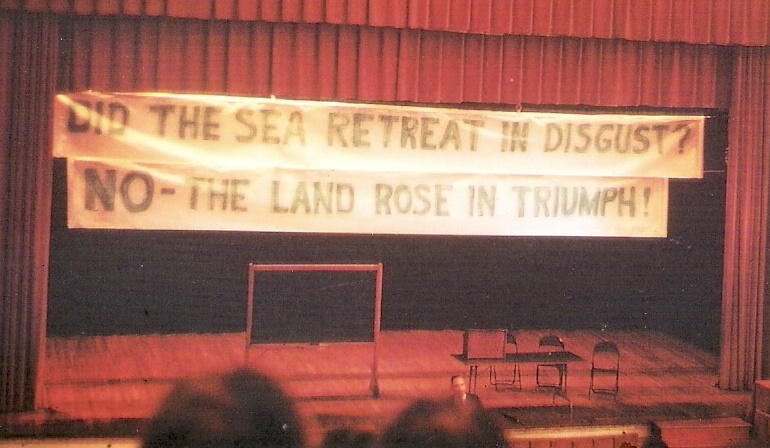 DID THE SEA RETREAT IN DISGUST?
NO - THE LAND ROSE IN TRIUMPH!